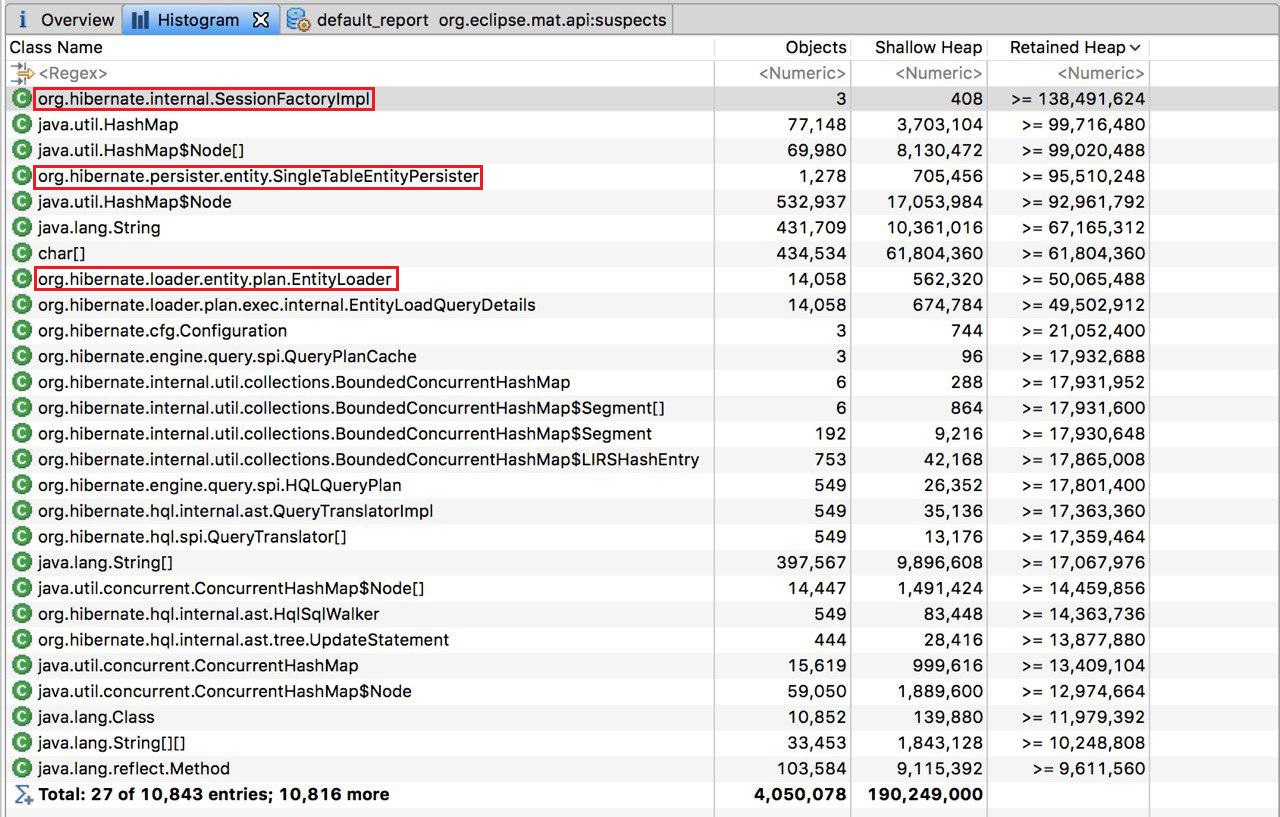 i Overview Histogram default_report org.eclipse.mat.api:suspects
Class Name Objects Shallow Heap Retained Heap
<Regex> <Numeric> <Numeric> <Numeric>
C org.hibernate.internal.SessionFactoryImpl 3 408 >= 138,491,624
C java.util.HashMap 77,148 3,703,104 >= 99,716,480
C java.util.HashMap$Node[] 69,980 8,130,472 >= 99,020,488
C org.hibernate.persister.entity.SingleTableEntityPersister 1,278 705,456 >= 95,510,248
C java.util.HashMap$Node 532,937 17,053,984 >= 92,961,792
C java.lang.String 431,709 10,361,016 >= 67,165,312
C char[] 434,534 61,804,360 >= 61,804,360
C org.hibernate.loader.entity.plan.EntityLoader 14,058 562,320 >= 50,065,488
C org.hibernate.loader.plan.exec.internal.EntityLoadQueryDetails 14,058 674,784 >= 49,502,912
C org.hibernate.cfg.Configuration 3 744 >= 21,052,400
C org.hibernate.engine.query.spi.QueryPlanCache 3 96 >= 17,932,688
C org.hibernate.internal.util.collections.BoundedConcurrentHashMap 6 288 >= 17,931,952
C org.hibernate.internal.util.collections.BoundedConcurrentHashMap$Segment[] 6 864 >= 17,931,600
C org.hibernate.internal.util.collections.BoundedConcurrentHashMap$Segment 192 9,216 >= 17,930,648
C org.hibernate.internal.util.collections.BoundedConcurrentHashMap$LIRSHashEntry 753 42,168 >= 17,865,008
C org.hibernate.engine.query.spi.HQLQueryPlan 549 26,352 >= 17,801,400
C org.hibernate.hql.internal.ast.QueryTranslatorImpl 549 35,136 >= 17,363,360
C org.hibernate.hql.spi.QueryTranslator[] 549 13,176 >= 17,359,464
C java.lang.String[] 397,567 9,896,608 >= 17,067,976
C java.util.concurrent.ConcurrentHashMap$Node[] 14,447 1,491,424 >= 14,459,856
C org.hibernate.hql.internal.ast.HqlSqlWalker 549 83,448 >= 14,363,736
C org.hibernate.hql.internal.ast.tree.UpdateStatement 444 28,416 >= 13,877,880
C java.util.concurrent.ConcurrentHashMap 15,619 999,616 >= 13,409,104
C java.util.concurrent.ConcurrentHashMap$Node 59,050 1,889,600 >= 12,974,664
C java.lang.Class 10,852 139,880 >= 11,979,392
C java.lang.String[][] 33,453 1,843,128 >= 10,248,808
C java.lang.reflect.Method 103,584 9,115,392 >= 9,611,560
Total: 27 of 10,843 entries; 10,816 more 4,050,078 190,249,000